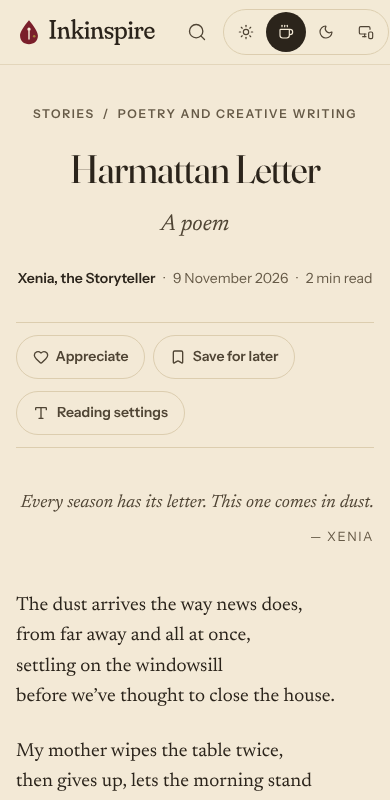 Inkinspire
STORIES / POETRY AND CREATIVE WRITING
Harmattan Letter
A poem
Xenia, the Storyteller · 9 November 2026 · 2 min read
Appreciate
Save for later
Reading settings
Every season has its letter. This one comes in dust.
— XENIA
The dust arrives the way news does,
from far away and all at once,
settling on the windowsill
before we’ve thought to close the house.
My mother wipes the table twice,
then gives up, lets the morning stand